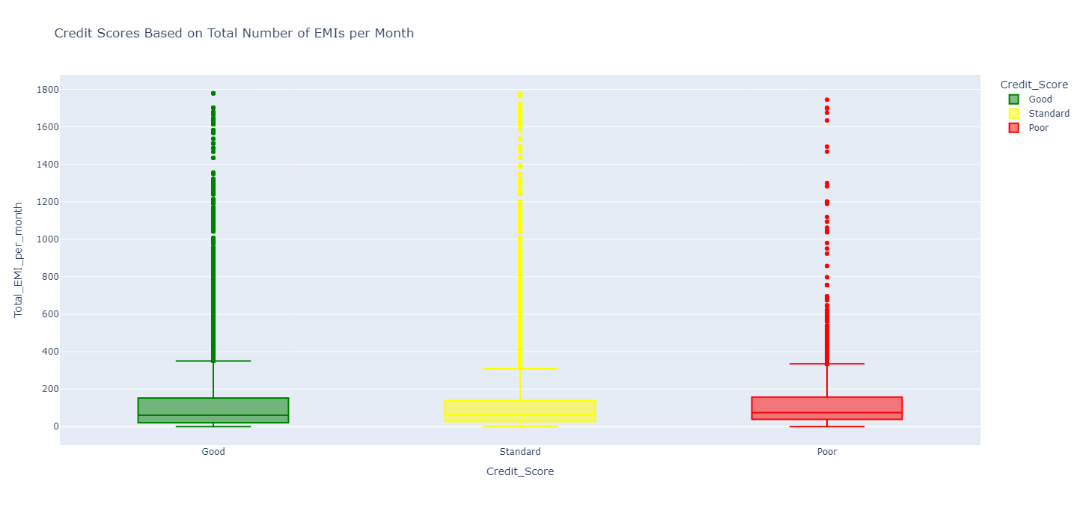 Credit Scores Based on Total Number of EMIs per Month
Credit_Score
Good
Standard
Poor
Total_EMI_per_month
1800
1600
1400
1200
1000
800
600
400
200
0
Good Standard Poor
Credit_Score